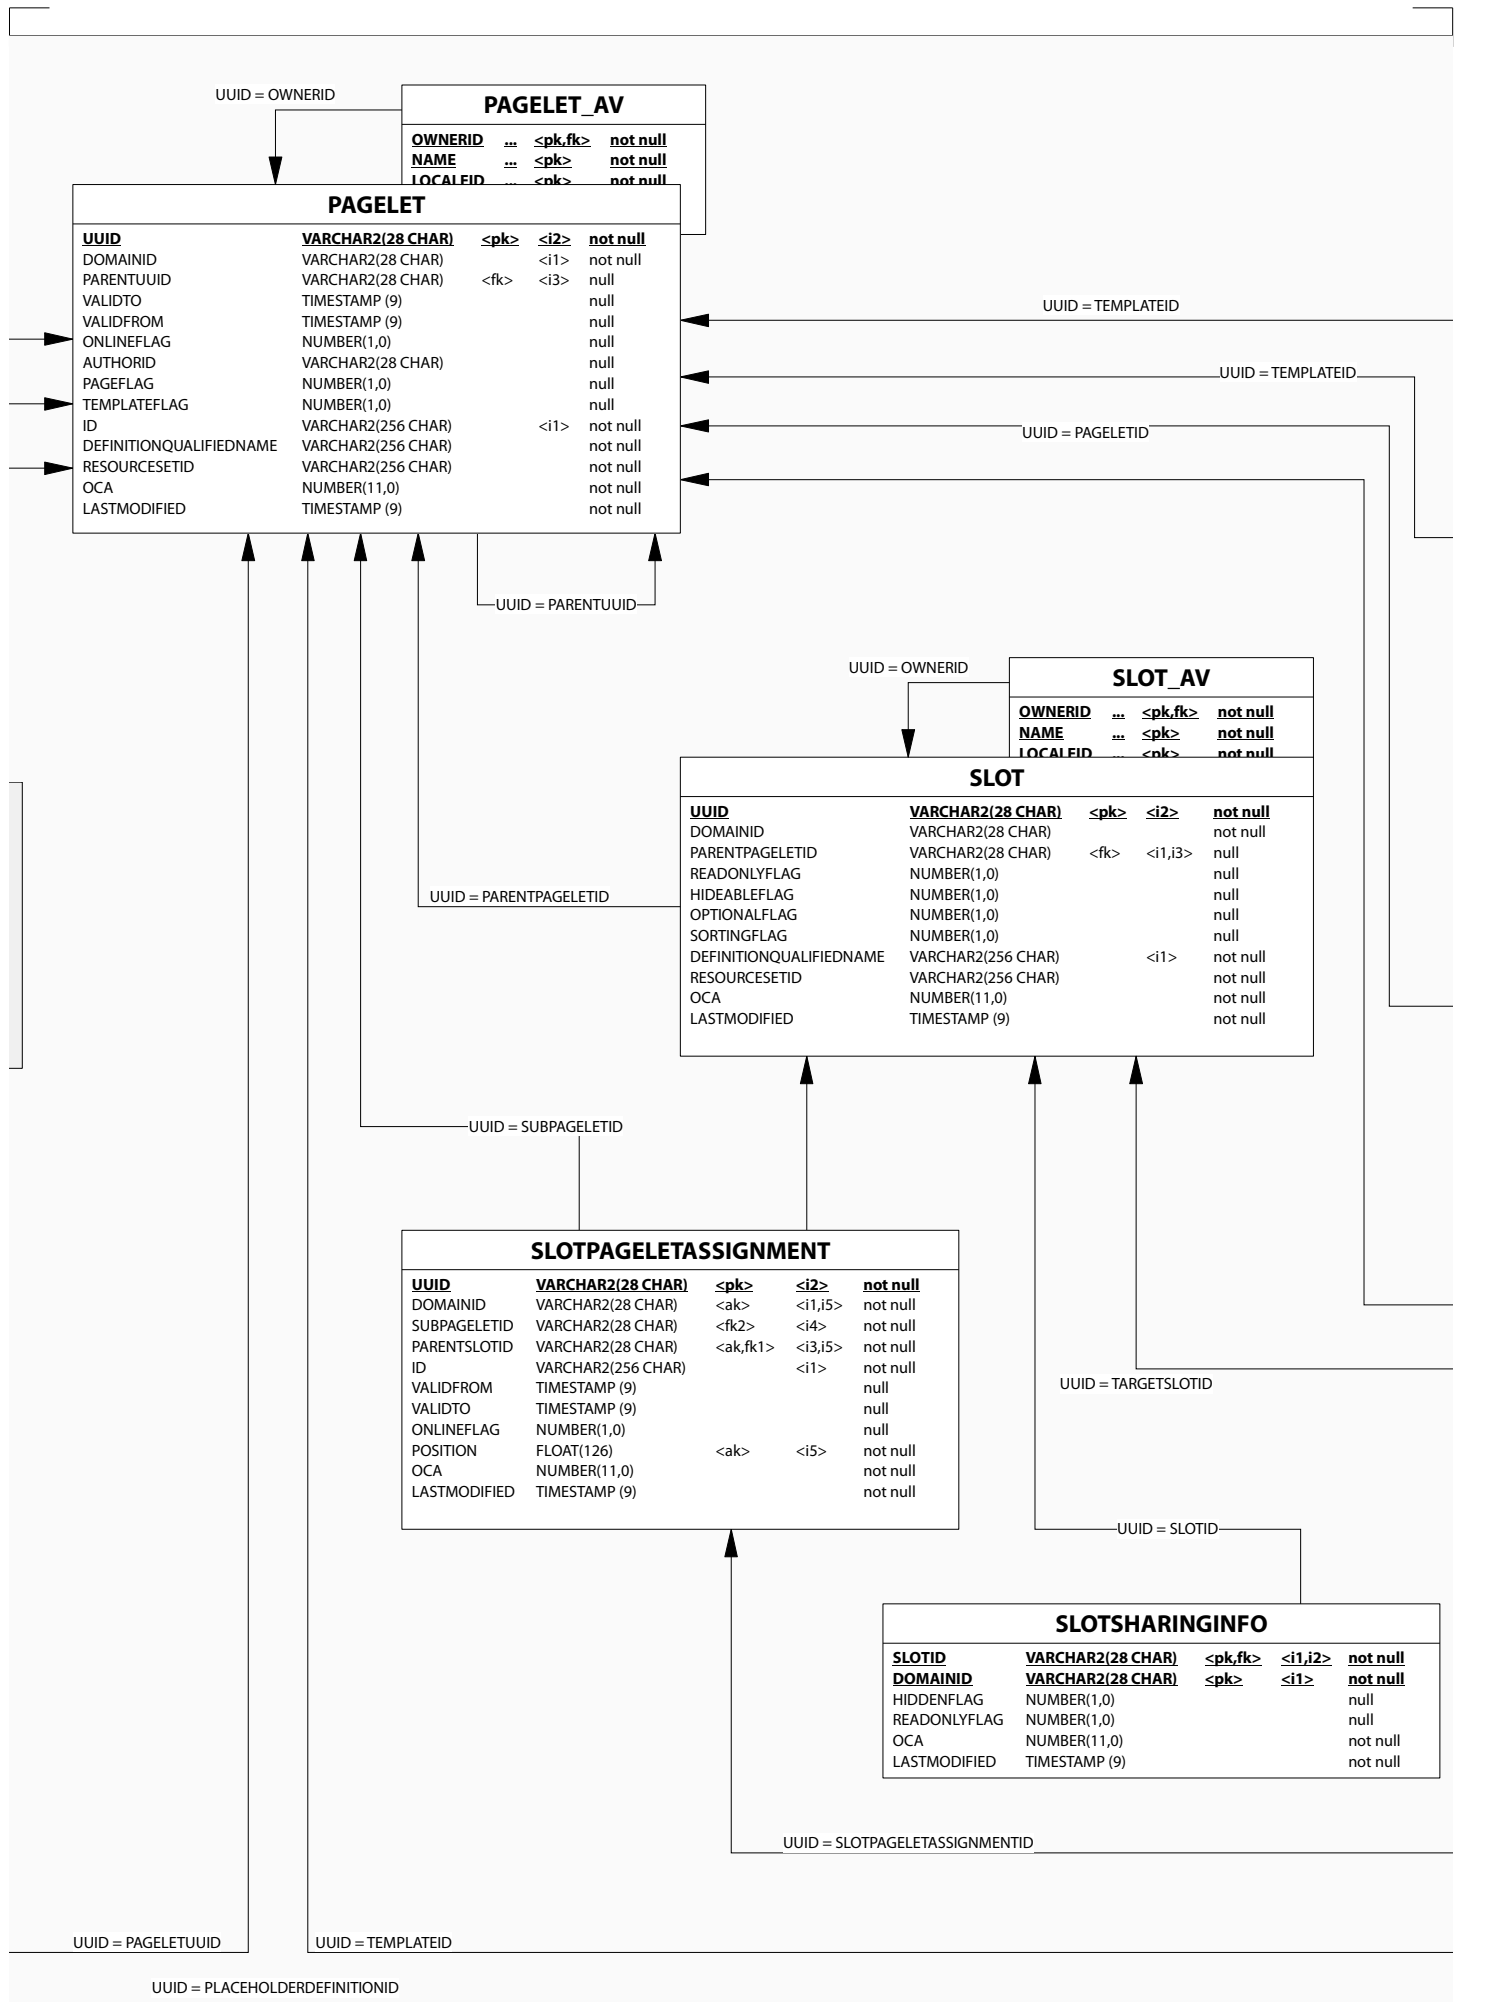 UUID = OWNERID
PAGELET_AV
OWNERID ... <pk,fk> not null
NAME ... <pk> not null
LOCALEID ... <pk> not null
PAGELET
UUID VARCHAR2(28 CHAR) <pk> <i2> not null
DOMAINID VARCHAR2(28 CHAR) <i1> not null
PARENTUUID VARCHAR2(28 CHAR) <fk> <i3> null
VALIDTO TIMESTAMP (9) null
VALIDFROM TIMESTAMP (9) null
ONLINEFLAG NUMBER(1,0) null
AUTHORID VARCHAR2(28 CHAR) null
PAGEFLAG NUMBER(1,0) null
TEMPLATEFLAG NUMBER(1,0) null
ID VARCHAR2(256 CHAR) <i1> not null
DEFINITIONQUALIFIEDNAME VARCHAR2(256 CHAR) not null
RESOURCESETID VARCHAR2(256 CHAR) not null
OCA NUMBER(11,0) not null
LASTMODIFIED TIMESTAMP (9) not null
UUID = TEMPLATEID
UUID = TEMPLATEID
UUID = PAGELETID
UUID = PARENTUUID
UUID = OWNERID
SLOT_AV
OWNERID ... <pk,fk> not null
NAME ... <pk> not null
LOCALEID ... <pk> not null
SLOT
UUID VARCHAR2(28 CHAR) <pk> <i2> not null
DOMAINID VARCHAR2(28 CHAR) not null
PARENTPAGELETID VARCHAR2(28 CHAR) <fk> <i1,i3> null
READONLYFLAG NUMBER(1,0) null
HIDEABLEFLAG NUMBER(1,0) null
OPTIONALFLAG NUMBER(1,0) null
SORTINGFLAG NUMBER(1,0) null
DEFINITIONQUALIFIEDNAME VARCHAR2(256 CHAR) <i1> not null
RESOURCESETID VARCHAR2(256 CHAR) not null
OCA NUMBER(11,0) not null
LASTMODIFIED TIMESTAMP (9) not null
UUID = PARENTPAGELETID
UUID = SUBPAGELETID
SLOTPAGELETASSIGNMENT
UUID VARCHAR2(28 CHAR) <pk> <i2> not null
DOMAINID VARCHAR2(28 CHAR) <ak> <i1,i5> not null
SUBPAGELETID VARCHAR2(28 CHAR) <fk2> <i4> not null
PARENTSLOTID VARCHAR2(28 CHAR) <ak,fk1> <i3,i5> not null
ID VARCHAR2(256 CHAR) <i1> not null
VALIDFROM TIMESTAMP (9) null
VALIDTO TIMESTAMP (9) null
ONLINEFLAG NUMBER(1,0) null
POSITION FLOAT(126) <ak> <i5> not null
OCA NUMBER(11,0) not null
LASTMODIFIED TIMESTAMP (9) not null
UUID = TARGETSLOTID
UUID = SLOTID
SLOTSHARINGINFO
SLOTID VARCHAR2(28 CHAR) <pk,fk> <i1,i2> not null
DOMAINID VARCHAR2(28 CHAR) <pk> <i1> not null
HIDDENFLAG NUMBER(1,0) null
READONLYFLAG NUMBER(1,0) null
OCA NUMBER(11,0) not null
LASTMODIFIED TIMESTAMP (9) not null
UUID = SLOTPAGELETASSIGNMENTID
UUID = PAGELETUUID
UUID = TEMPLATEID
UUID = PLACEHOLDERDEFINITIONID